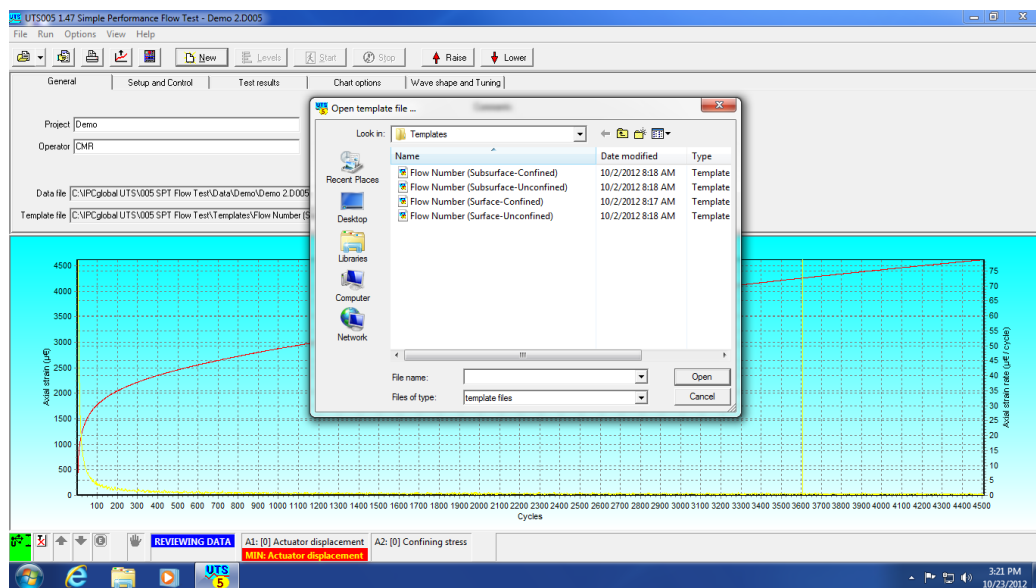 UTS005 1.47 Simple Performance Flow Test - Demo 2.D005
File Run Options View Help
New Levels Start Stop Raise Lower
General Setup and Control Test results Chart options Wave shape and Tuning
Project Demo
Operator CMR
Data file C:\IPCglobal UTS\005 SPT Flow Test\Data\Demo\Demo 2.D005
Template file C:\IPCglobal UTS\005 SPT Flow Test\Templates\Flow Number (S
UTS 5 Open template file ...
Comments
Look in: Templates
Name Date modified Type
Flow Number (Subsurface-Confined) 10/2/2012 8:18 AM Template
Flow Number (Subsurface-Unconfined) 10/2/2012 8:18 AM Template
Flow Number (Surface-Confined) 10/2/2012 8:17 AM Template
Flow Number (Surface-Unconfined) 10/2/2012 8:18 AM Template
Recent Places
Desktop
Libraries
Computer
Network
File name: Open
Files of type: template files Cancel
Axial strain (µє)
4500
4000
3500
3000
2500
2000
1500
1000
500
0
100 200 300 400 500 600 700 800 900 1000 1100 1200 1300 1400 1500 1600 1700 1800 1900 2000 2100 2200 2300 2400 2500 2600 2700 2800 2900 3000 3100 3200 3300 3400 3500 3600 3700 3800 3900 4000 4100 4200 4300 4400 4500
Cycles
75
70
65
60
55
50
45
40
35
30
25
20
15
10
5
0
Axial strain rate (µє / cycle)
REVIEWING DATA A1: [0] Actuator displacement A2: [0] Confining stress
MIN: Actuator displacement
UTS 5
3:21 PM
10/23/2012